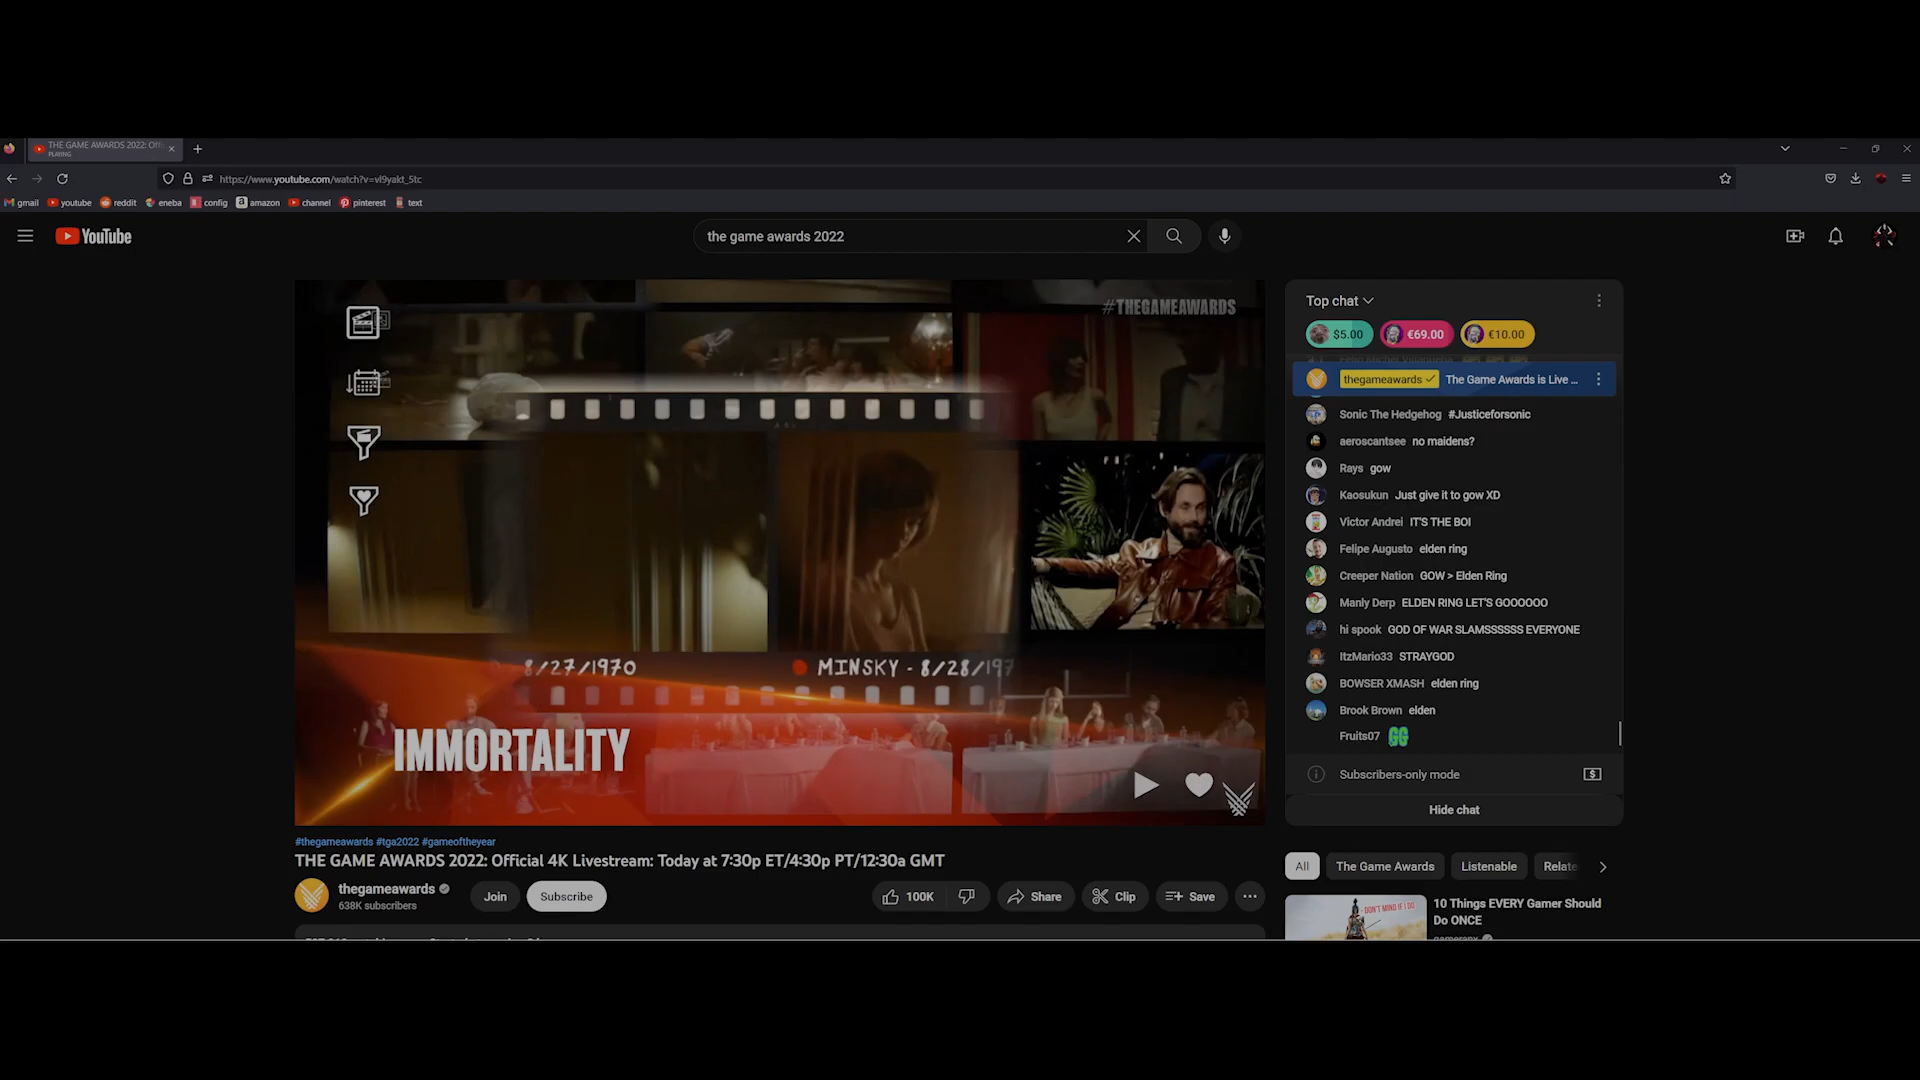 THE GAME AWARDS 2022: Offi
PLAYING
https://www.youtube.com/watch?v=vl9yakt_5tc
gmail youtube reddit eneba config amazon channel pinterest text
YouTube
the game awards 2022
#THEGAMEAWARDS
8/27/1970
MINSKY - 8/28/197
IMMORTALITY
Top chat
$5.00 €69.00 €10.00
thegameawards The Game Awards is Live ...
Sonic The Hedgehog #Justiceforsonic
aeroscantsee no maidens?
Rays gow
Kaosukun Just give it to gow XD
Victor Andrei IT'S THE BOI
Felipe Augusto elden ring
Creeper Nation GOW > Elden Ring
Manly Derp ELDEN RING LET'S GOOOOOO
hi spook GOD OF WAR SLAMSSSSSS EVERYONE
ItzMario33 STRAYGOD
BOWSER XMASH elden ring
Brook Brown elden
Fruits07 GG
Subscribers-only mode
Hide chat
#thegameawards #tga2022 #gameoftheyear
THE GAME AWARDS 2022: Official 4K Livestream: Today at 7:30p ET/4:30p PT/12:30a GMT
thegameawards
638K subscribers
Join
Subscribe
100K
Share
Clip
Save
All The Game Awards Listenable Relate
- DON'T MIND IF I DO
10 Things EVERY Gamer Should
Do ONCE
gameranx